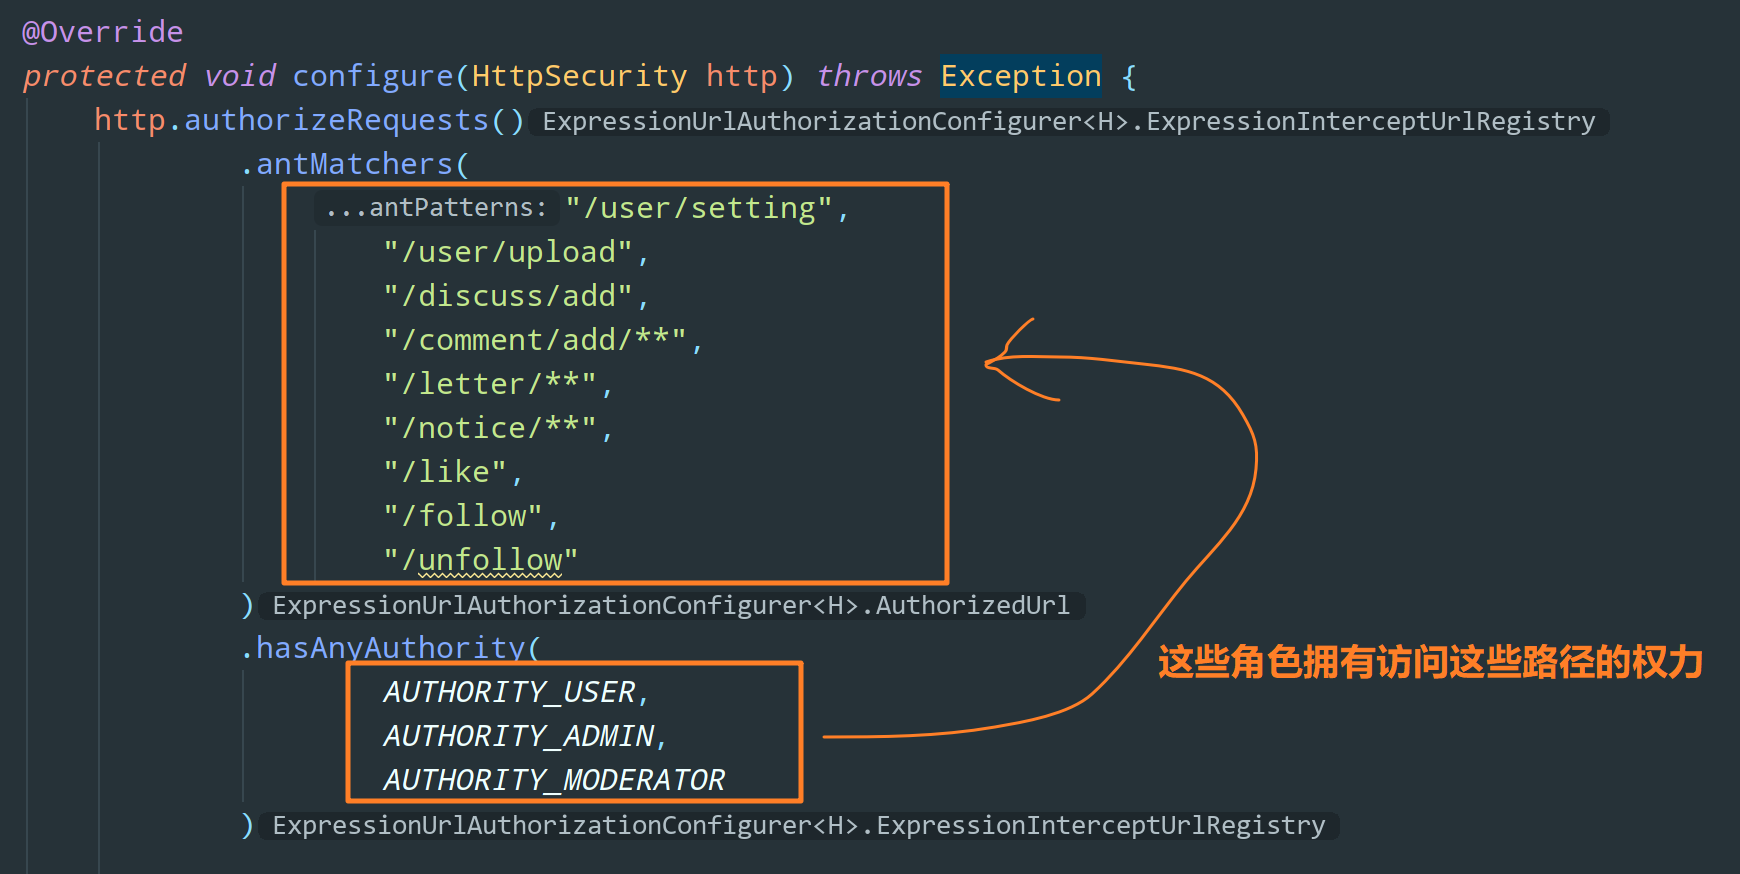 @Override
protected void configure(HttpSecurity http) throws Exception {
http.authorizeRequests() ExpressionUrlAuthorizationConfigurer<H>.ExpressionInterceptUrlRegistry
.antMatchers(
...antPatterns: "/user/setting",
"/user/upload",
"/discuss/add",
"/comment/add/**",
"/letter/**",
"/notice/**",
"/like",
"/follow",
"/unfollow"
) ExpressionUrlAuthorizationConfigurer<H>.AuthorizedUrl
.hasAnyAuthority(
这些角色拥有访问这些路径的权力
AUTHORITY_USER,
AUTHORITY_ADMIN,
AUTHORITY_MODERATOR
) ExpressionUrlAuthorizationConfigurer<H>.ExpressionInterceptUrlRegistry